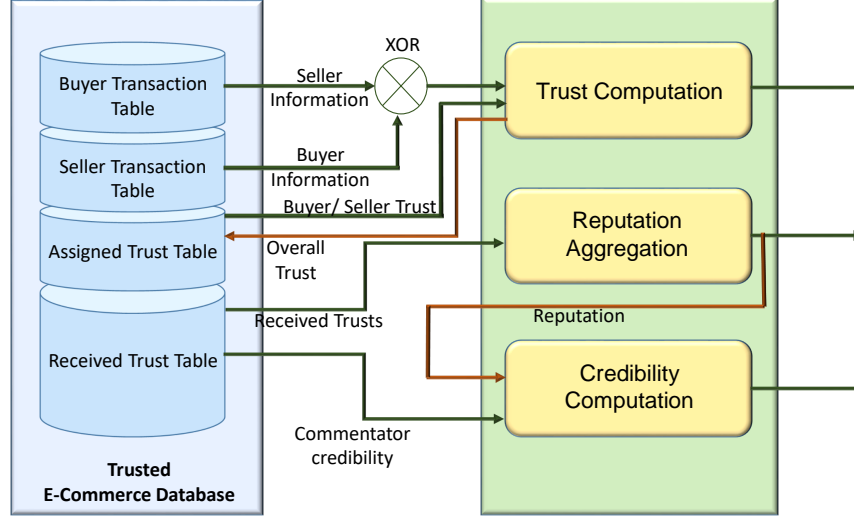 XOR
Buyer Transaction
Table
Seller
Information
Trust Computation
Seller Transaction
Table
Buyer
Information
Buyer/ Seller Trust
Assigned Trust Table
Overall
Trust
Reputation
Aggregation
Received Trusts
Reputation
Received Trust Table
Credibility
Computation
Commentator
credibility
Trusted
E-Commerce Database